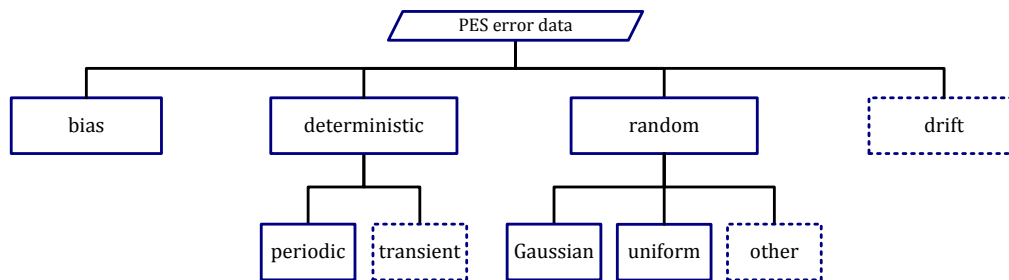 PES error data
bias
deterministic
random
drift
periodic
transient
Gaussian
uniform
other